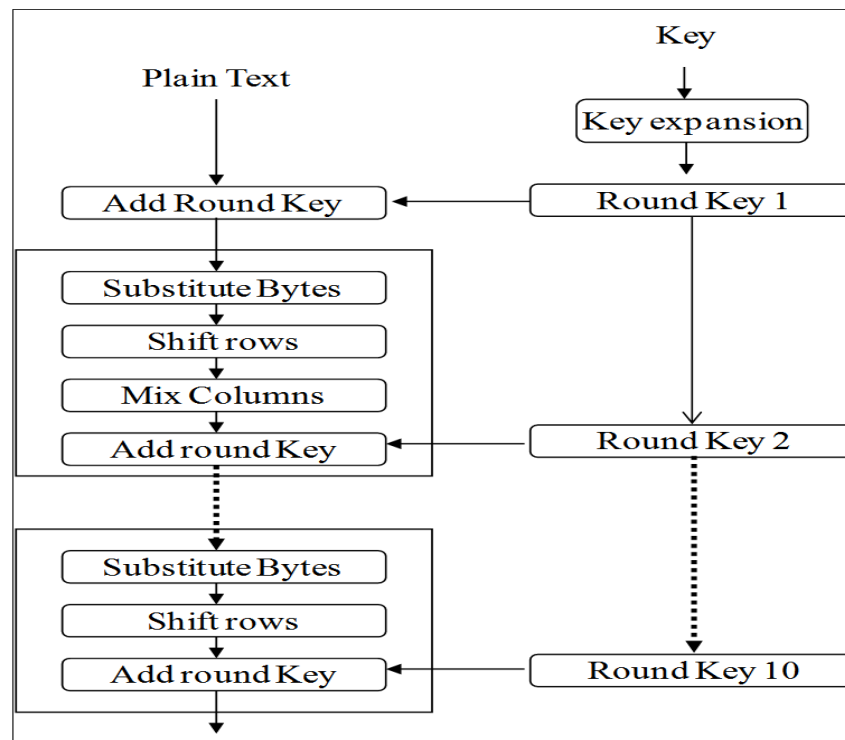 Key
Plain Text
Key expansion
Add Round Key
Round Key 1
Substitute Bytes
Shift rows
Mix Columns
Add round Key
Round Key 2
Substitute Bytes
Shift rows
Add round Key
Round Key 10